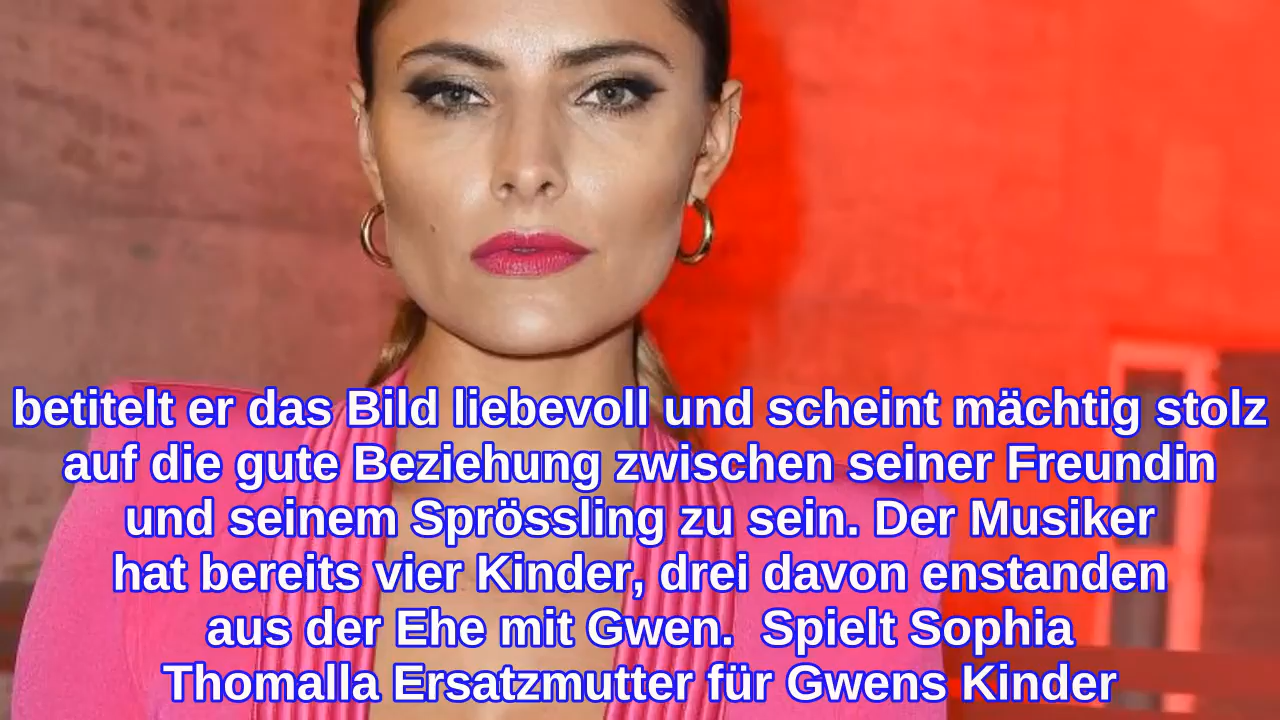 betitelt er das Bild liebevoll und scheint mächtig stolz
auf die gute Beziehung zwischen seiner Freundin
und seinem Sprössling zu sein. Der Musiker
hat bereits vier Kinder, drei davon enstanden
aus der Ehe mit Gwen.  Spielt Sophia
Thomalla Ersatzmutter für Gwens Kinder